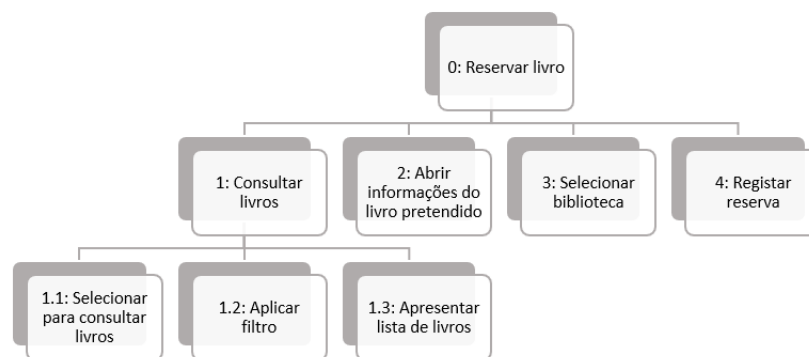 0: Reservar livro
1: Consultar
livros
2: Abrir
informações do
livro pretendido
3: Selecionar
biblioteca
4: Registar
reserva
1.1: Selecionar
para consultar
livros
1.2: Aplicar
filtro
1.3: Apresentar
lista de livros